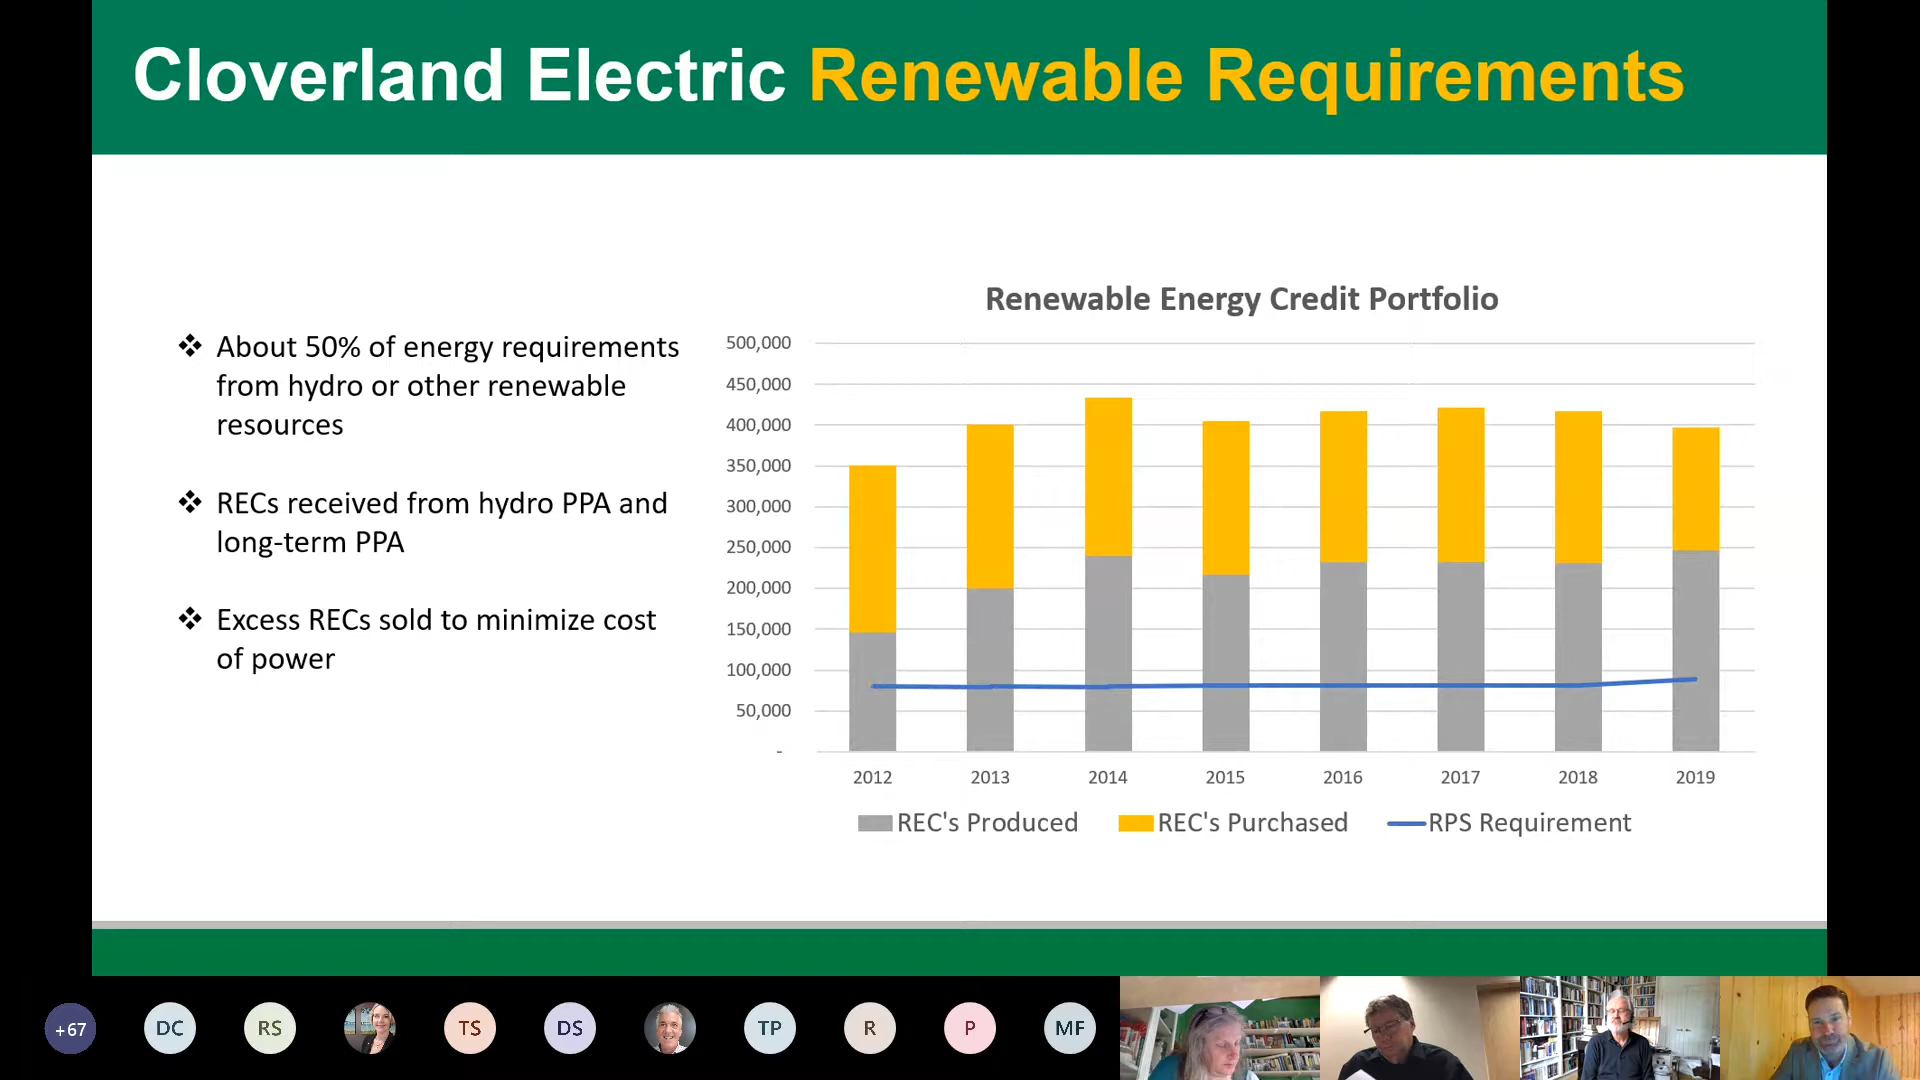 Cloverland Electric Renewable Requirements
❖ About 50% of energy requirements
from hydro or other renewable
resources
❖ RECs received from hydro PPA and
long-term PPA
❖ Excess RECs sold to minimize cost
of power
Renewable Energy Credit Portfolio
500,000
450,000
400,000
350,000
300,000
250,000
200,000
150,000
100,000
50,000
-
2012 2013 2014 2015 2016 2017 2018 2019
REC's Produced REC's Purchased RPS Requirement
+67 DC RS TS DS TP R P MF